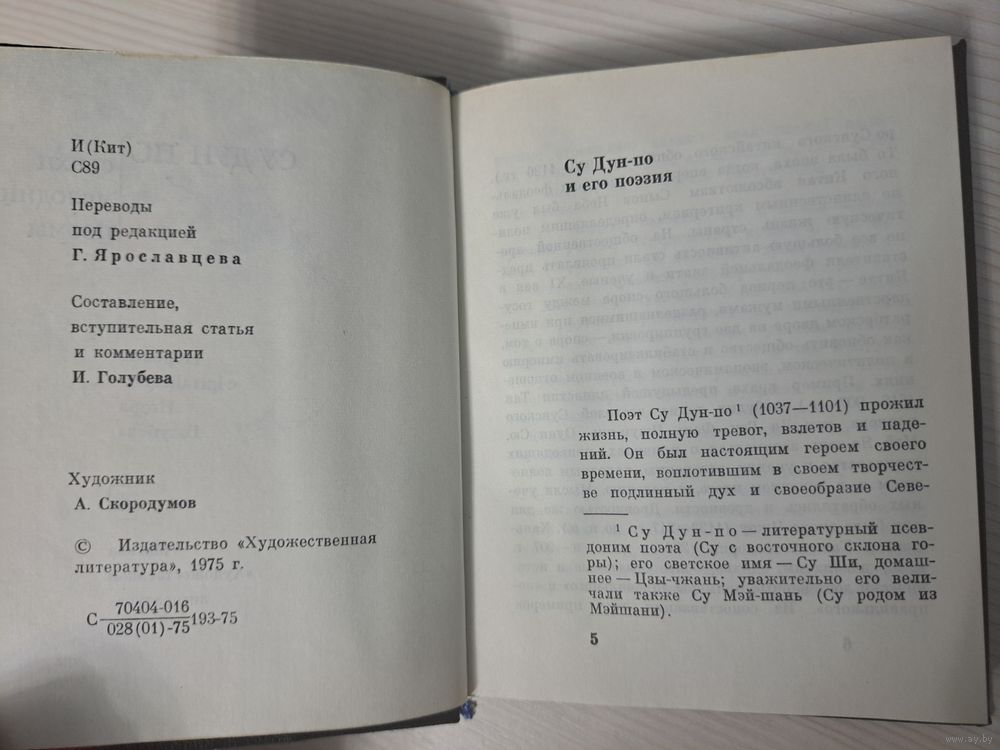 И(Кит)
С89
Переводы
под редакцией
Г. Ярославцева
Составление,
вступительная статья
и комментарии
И. Голубева
Художник
А. Скородумов
© Издательство «Художественная
литература», 1975 г.
С 70404-016
028(01)-75 193-75
Су Дун-по
и его поэзия
Поэт Су Дун-по¹ (1037—1101) прожил
жизнь, полную тревог, взлетов и паде-
ний. Он был настоящим героем своего
времени, воплотившим в своем творчест-
ве подлинный дух и своеобразие Севе-
¹ Су Дун-по — литературный псев-
доним поэта (Су с восточного склона го-
ры); его светское имя — Су Ши, домаш-
нее — Цзы-чжань; уважительно его вели-
чали также Су Мэй-шань (Су родом из
Мэйшани).
5
www.ay.by